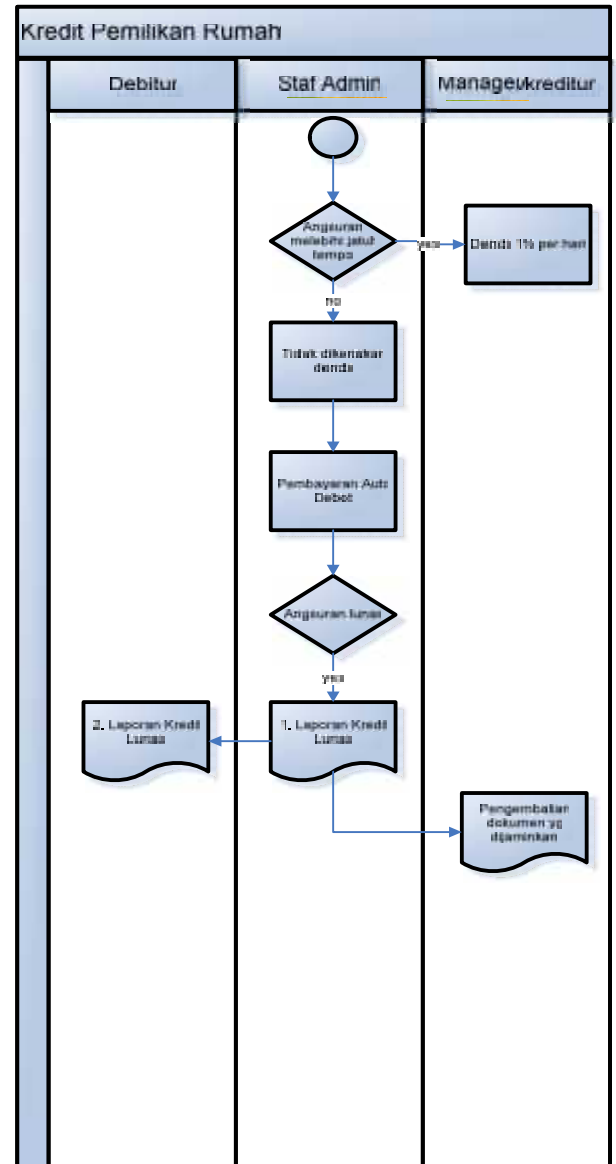 Kredit Pemilikan Rumah
Debitur
Staf Admin
Manager/kreditur
Angsuran
melebihi jatuh
tempo
yes
Denda 1% per hari
no
Tidak dikenakan
denda
Pembayaran Auto
Debet
Angsuran lunas
yes
2. Laporan Kredit
Lunas
1. Laporan Kredit
Lunas
Pengembalian
dokumen yg
dijaminkan